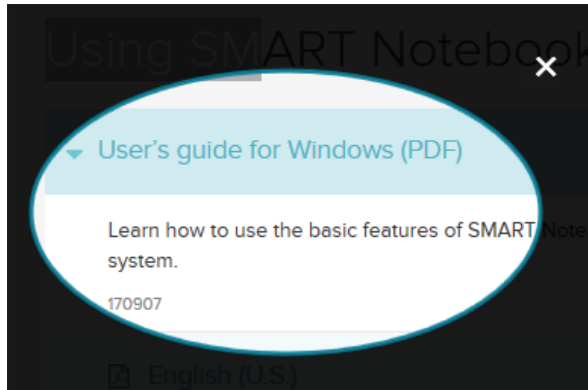 Using SMART Notebook
User's guide for Windows (PDF)
Learn how to use the basic features of SMART Note
system.
170907
English (U.S.)